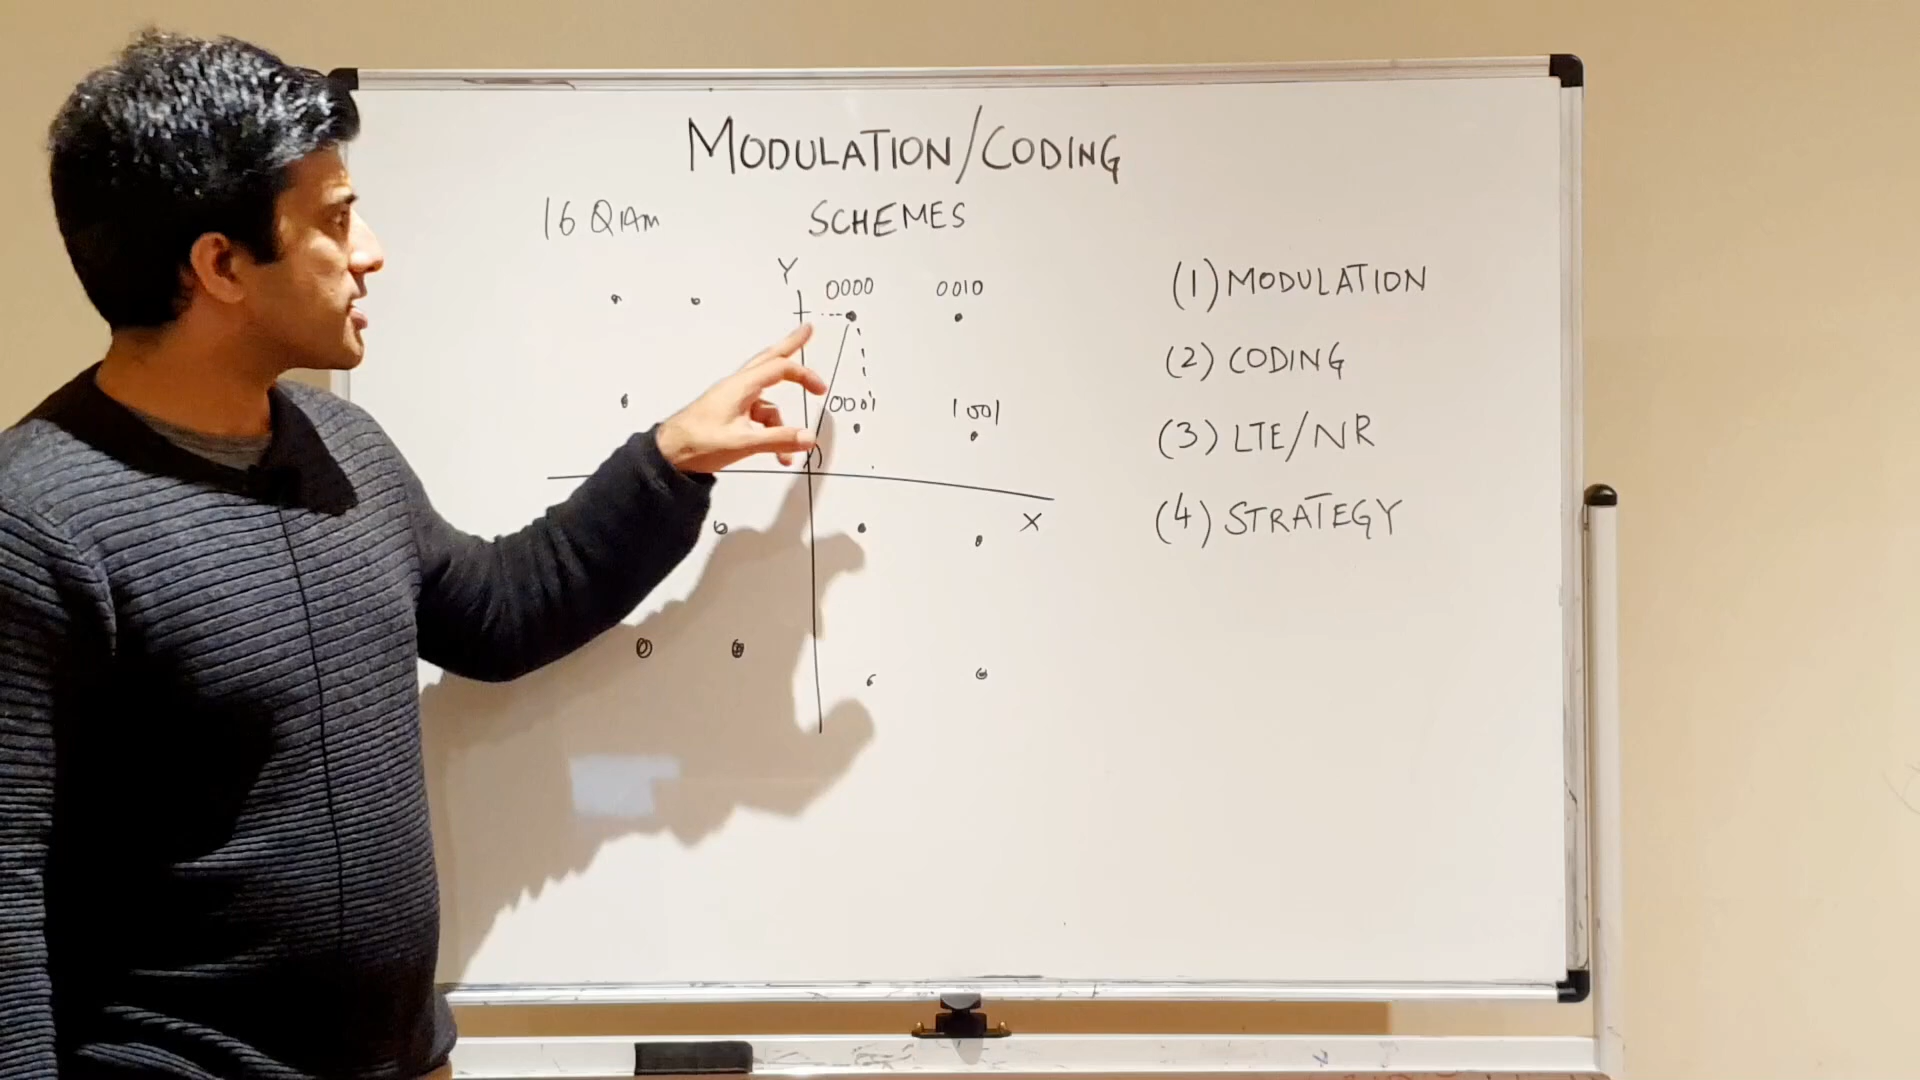 MODULATION/CODING
16 QAM SCHEMES
Y 0000 0010
0001 1001
X
(1) MODULATION
(2) CODING
(3) LTE/NR
(4) STRATEGY